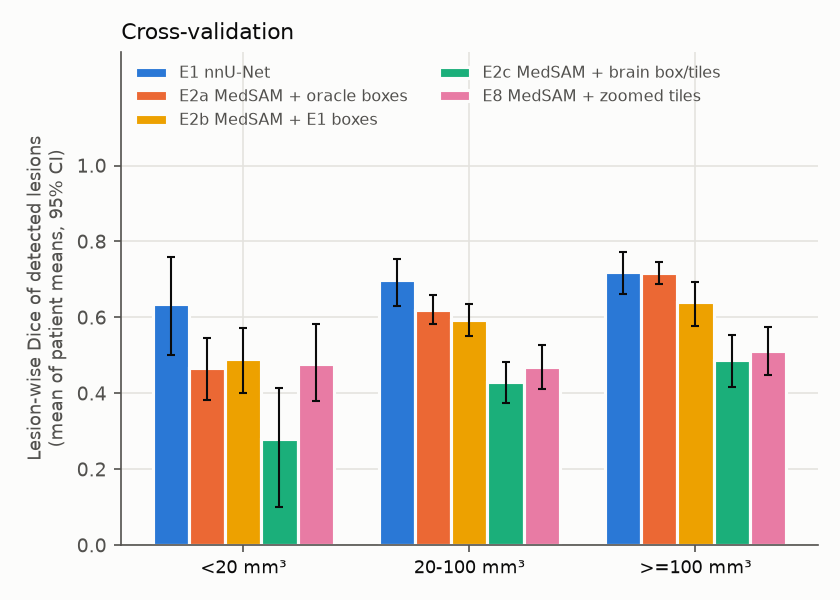 Cross-validation
E1 nnU-Net
E2a MedSAM + oracle boxes
E2b MedSAM + E1 boxes
E2c MedSAM + brain box/tiles
E8 MedSAM + zoomed tiles
Lesion-wise Dice of detected lesions
(mean of patient means, 95% CI)
1.0
0.8
0.6
0.4
0.2
0.0
<20 mm³
20-100 mm³
>=100 mm³